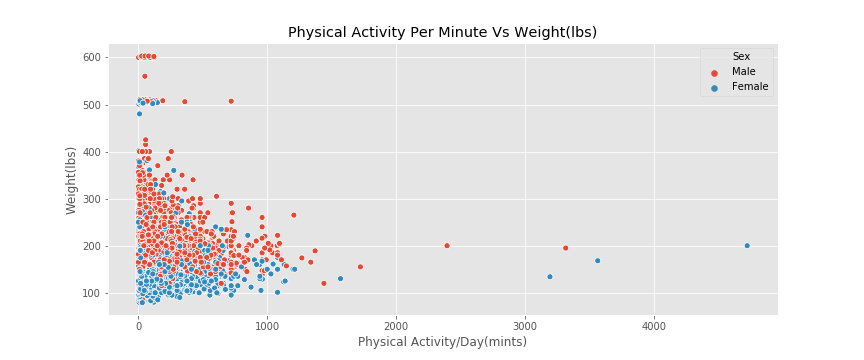 Physical Activity Per Minute Vs Weight(lbs)
Sex
Male
Female
600
500
400
300
200
100
Weight(lbs)
0 1000 2000 3000 4000
Physical Activity/Day(mints)